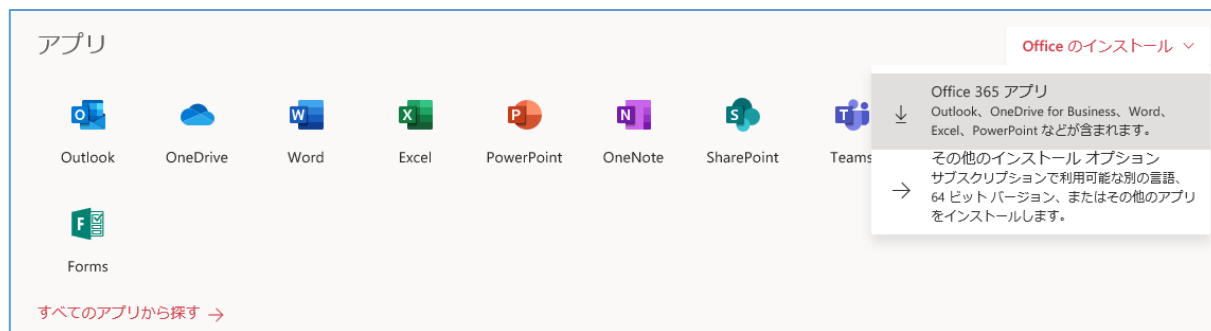 アプリ
Office のインストール
Office 365 アプリ
Outlook、OneDrive for Business、Word、
Excel、PowerPoint などが含まれます。
その他のインストール オプション
サブスクリプションで利用可能な別の言語、
64 ビット バージョン、またはその他のアプリ
をインストールします。
Outlook OneDrive Word Excel PowerPoint OneNote SharePoint Teams
Forms
すべてのアプリから探す →